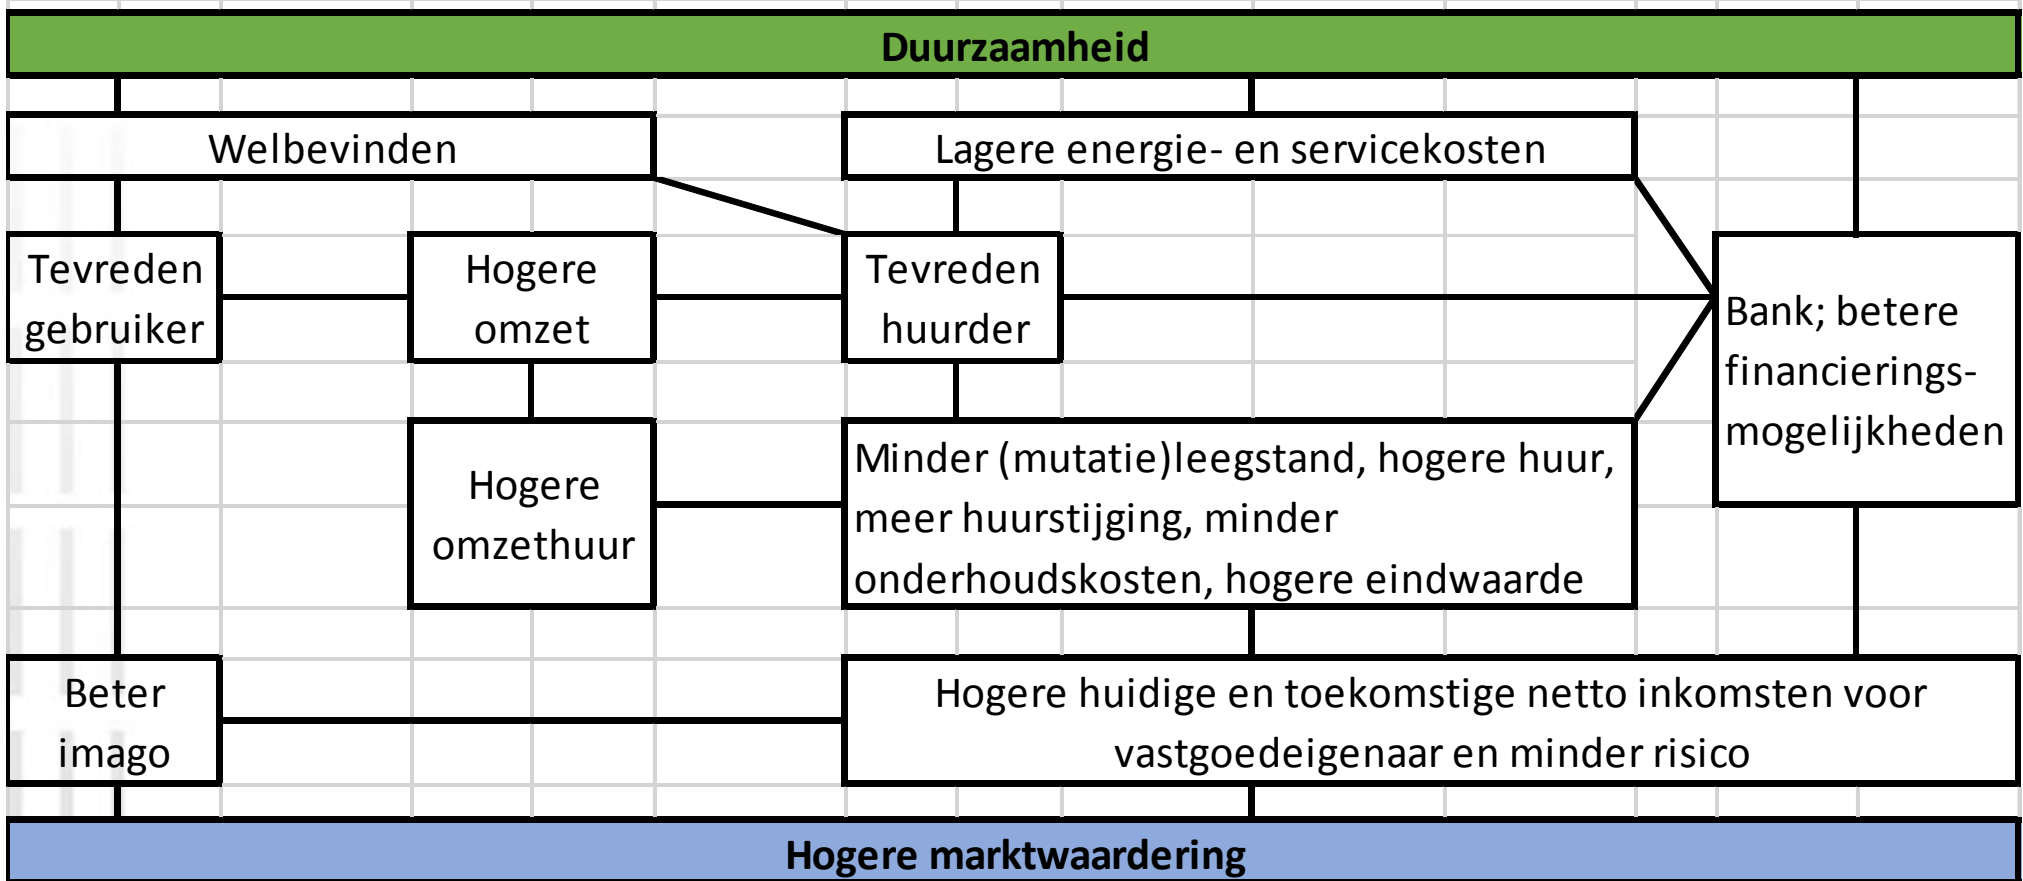 Duurzaamheid
Welbevinden
Lagere energie- en servicekosten
Tevreden
gebruiker
Hogere
omzet
Tevreden
huurder
Bank; betere
financierings-
mogelijkheden
Hogere
omzethuur
Minder (mutatie)leegstand, hogere huur,
meer huurstijging, minder
onderhoudskosten, hogere eindwaarde
Beter
imago
Hogere huidige en toekomstige netto inkomsten voor
vastgoedeigenaar en minder risico
Hogere marktwaardering